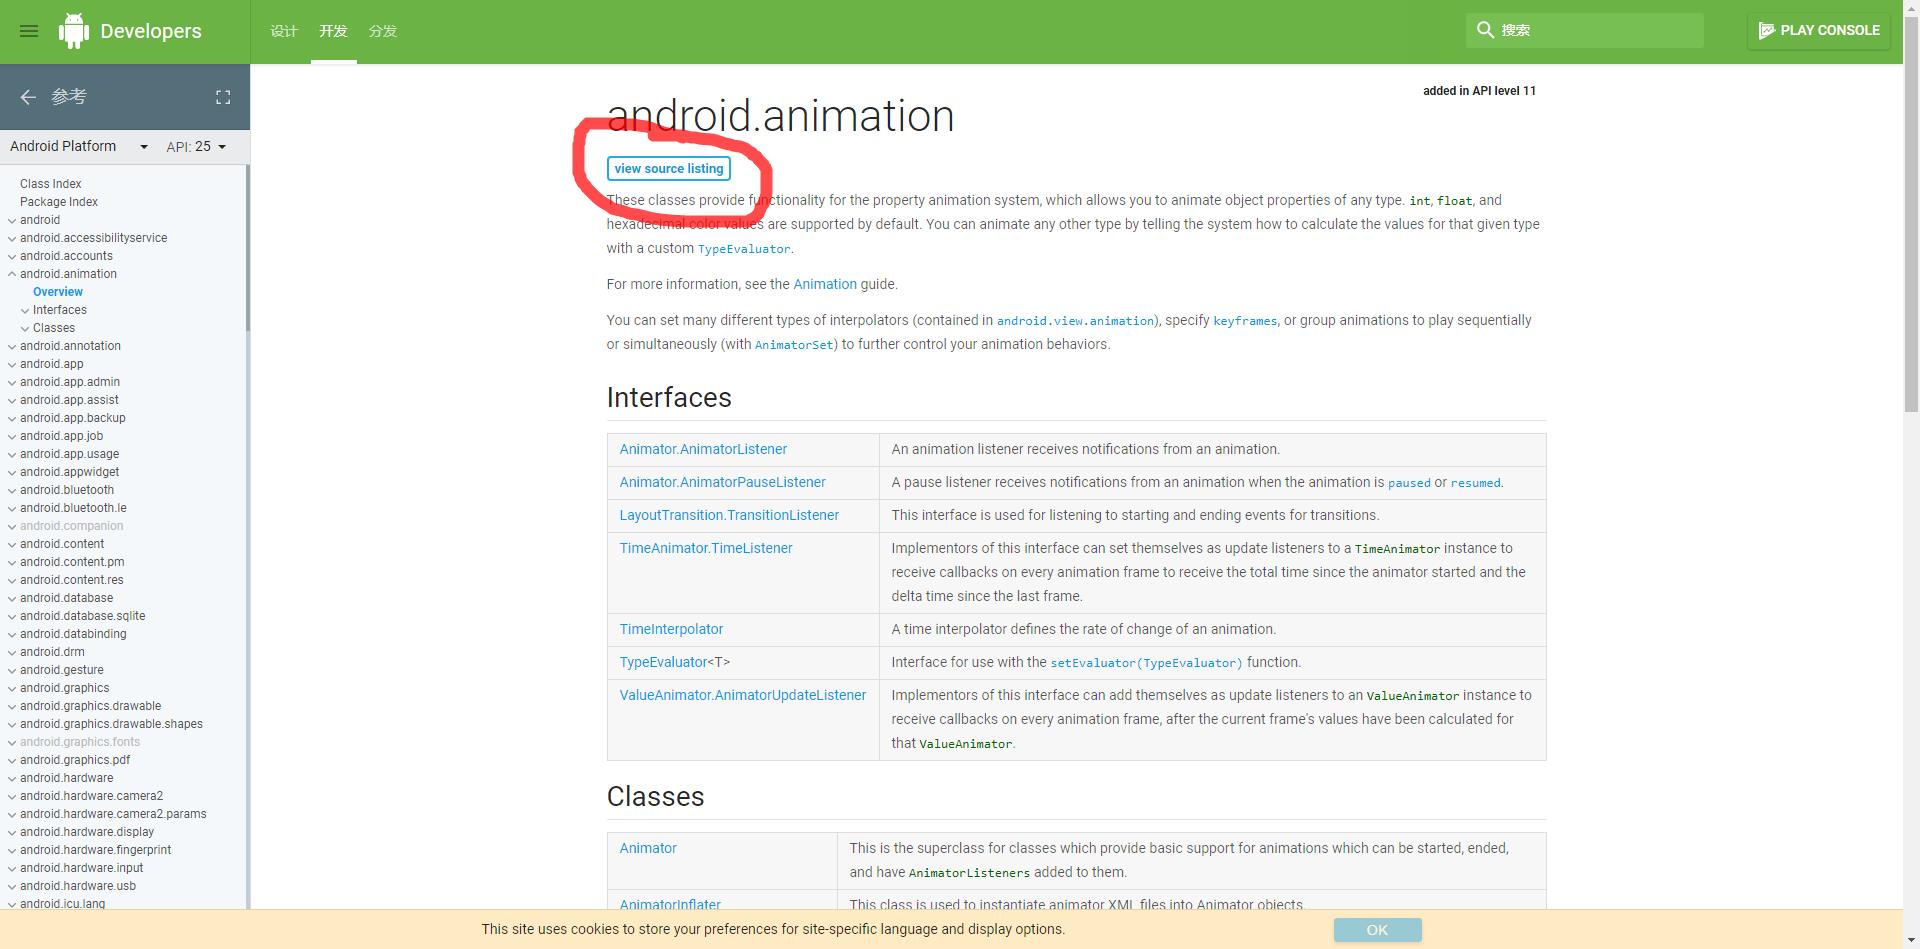 Developers
设计 开发 分发
搜索
PLAY CONSOLE
参考
Android Platform
API: 25
Class Index
Package Index
android
android.accessibilityservice
android.accounts
android.animation
Overview
Interfaces
Classes
android.annotation
android.app
android.app.admin
android.app.assist
android.app.backup
android.app.job
android.app.usage
android.appwidget
android.bluetooth
android.bluetooth.le
android.companion
android.content
android.content.pm
android.content.res
android.database
android.database.sqlite
android.databinding
android.drm
android.gesture
android.graphics
android.graphics.drawable
android.graphics.drawable.shapes
android.graphics.fonts
android.graphics.pdf
android.hardware
android.hardware.camera2
android.hardware.camera2.params
android.hardware.display
android.hardware.fingerprint
android.hardware.input
android.hardware.usb
android.icu.lang
added in API level 11
android.animation
view source listing
These classes provide functionality for the property animation system, which allows you to animate object properties of any type. int, float, and
hexadecimal color values are supported by default. You can animate any other type by telling the system how to calculate the values for that given type
with a custom TypeEvaluator.
For more information, see the Animation guide.
You can set many different types of interpolators (contained in android.view.animation), specify keyframes, or group animations to play sequentially
or simultaneously (with AnimatorSet) to further control your animation behaviors.
Interfaces
Animator.AnimatorListener An animation listener receives notifications from an animation.
Animator.AnimatorPauseListener A pause listener receives notifications from an animation when the animation is paused or resumed.
LayoutTransition.TransitionListener This interface is used for listening to starting and ending events for transitions.
TimeAnimator.TimeListener Implementors of this interface can set themselves as update listeners to a TimeAnimator instance to
receive callbacks on every animation frame to receive the total time since the animator started and the
delta time since the last frame.
TimeInterpolator A time interpolator defines the rate of change of an animation.
TypeEvaluator<T> Interface for use with the setEvaluator(TypeEvaluator) function.
ValueAnimator.AnimatorUpdateListener Implementors of this interface can add themselves as update listeners to an ValueAnimator instance to
receive callbacks on every animation frame, after the current frame's values have been calculated for
that ValueAnimator.
Classes
Animator This is the superclass for classes which provide basic support for animations which can be started, ended,
and have AnimatorListeners added to them.
AnimatorInflater This class is used to instantiate animator XML files into Animator objects.
This site uses cookies to store your preferences for site-specific language and display options.
OK